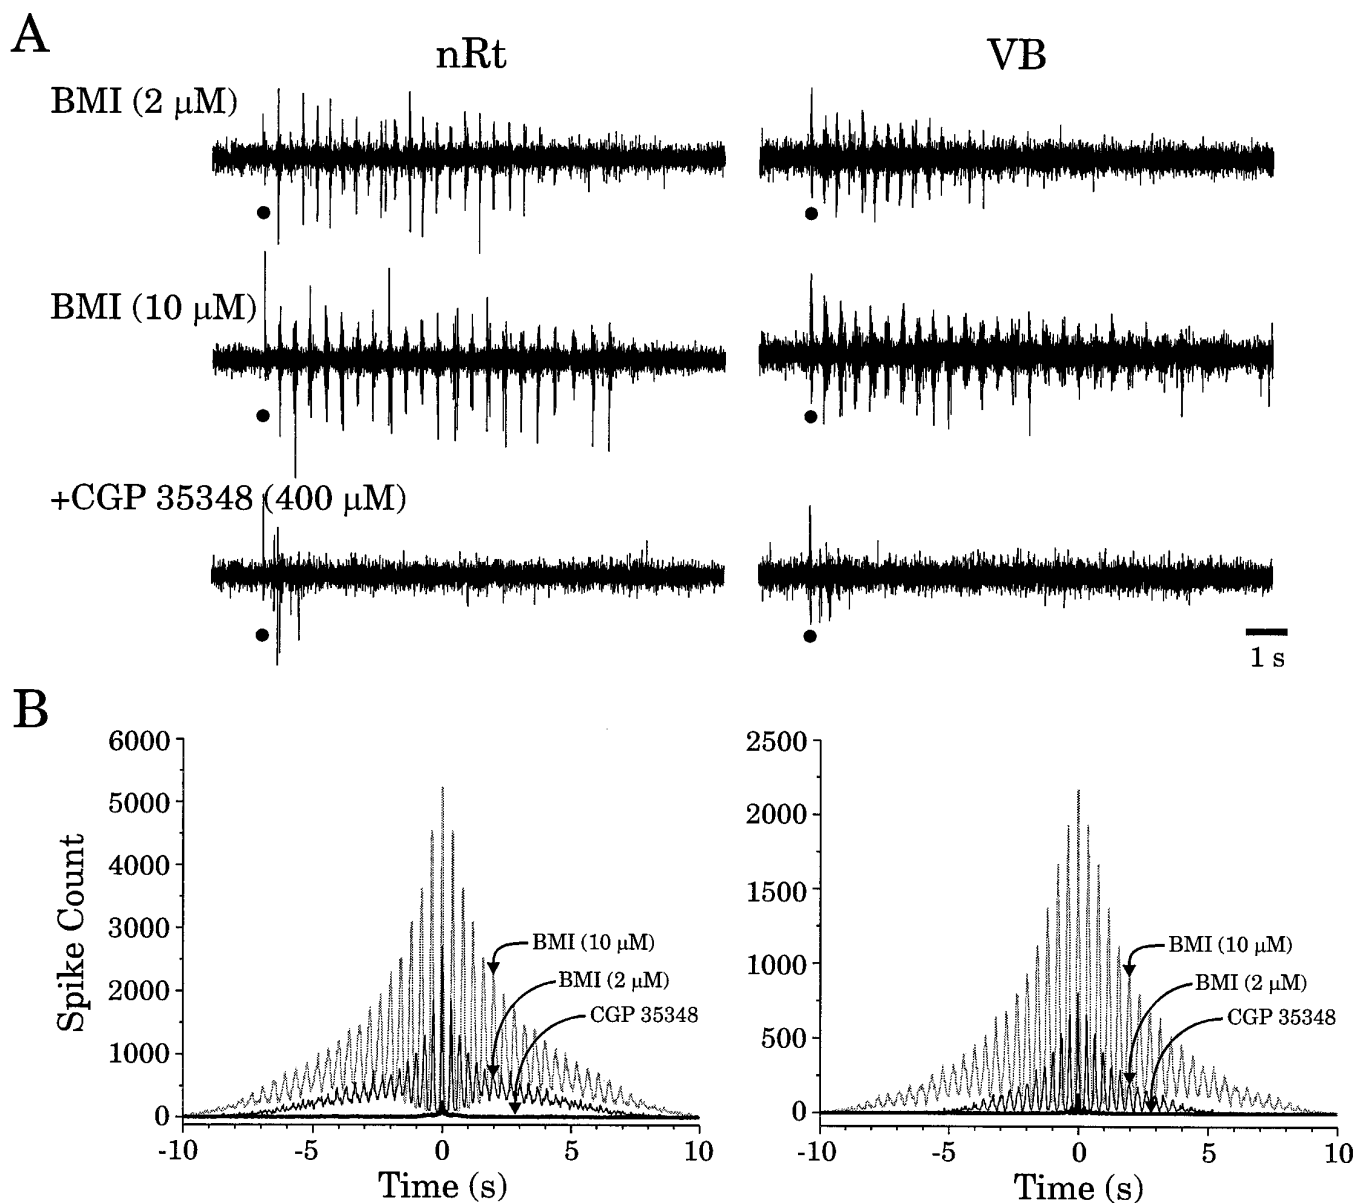 A
nRt
VB
BMI (2 μM)
BMI (10 μM)
+CGP 35348 (400 μM)
1 s
B
6000
5000
4000
3000
2000
1000
0
Spike Count
BMI (10 μM)
BMI (2 μM)
CGP 35348
-10
-5
0
5
10
Time (s)
2500
2000
1500
1000
500
0
BMI (10 μM)
BMI (2 μM)
CGP 35348
-10
-5
0
5
10
Time (s)